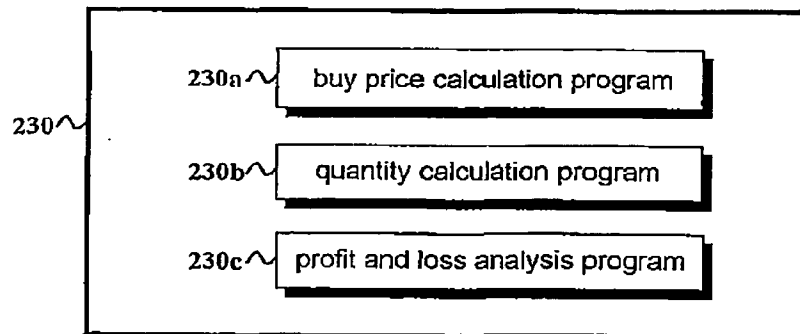 230a buy price calculation program
230
230b quantity calculation program
230c profit and loss analysis program